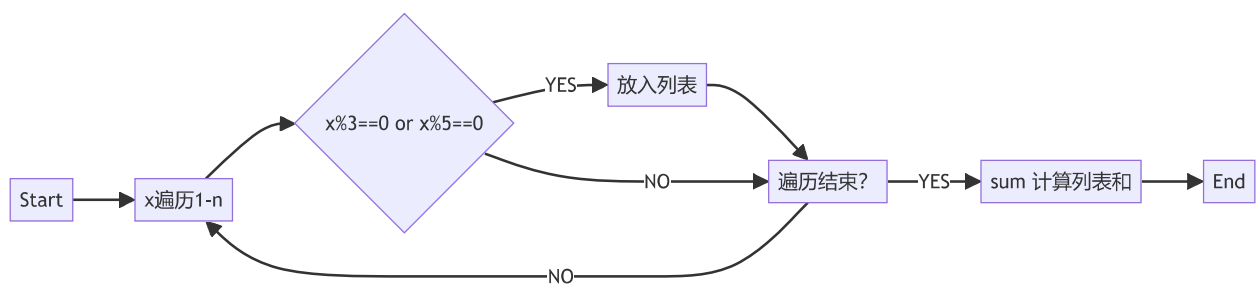 Start
x遍历1-n
x%3==0 or x%5==0
YES
放入列表
NO
遍历结束？
YES
sum 计算列表和
End
NO